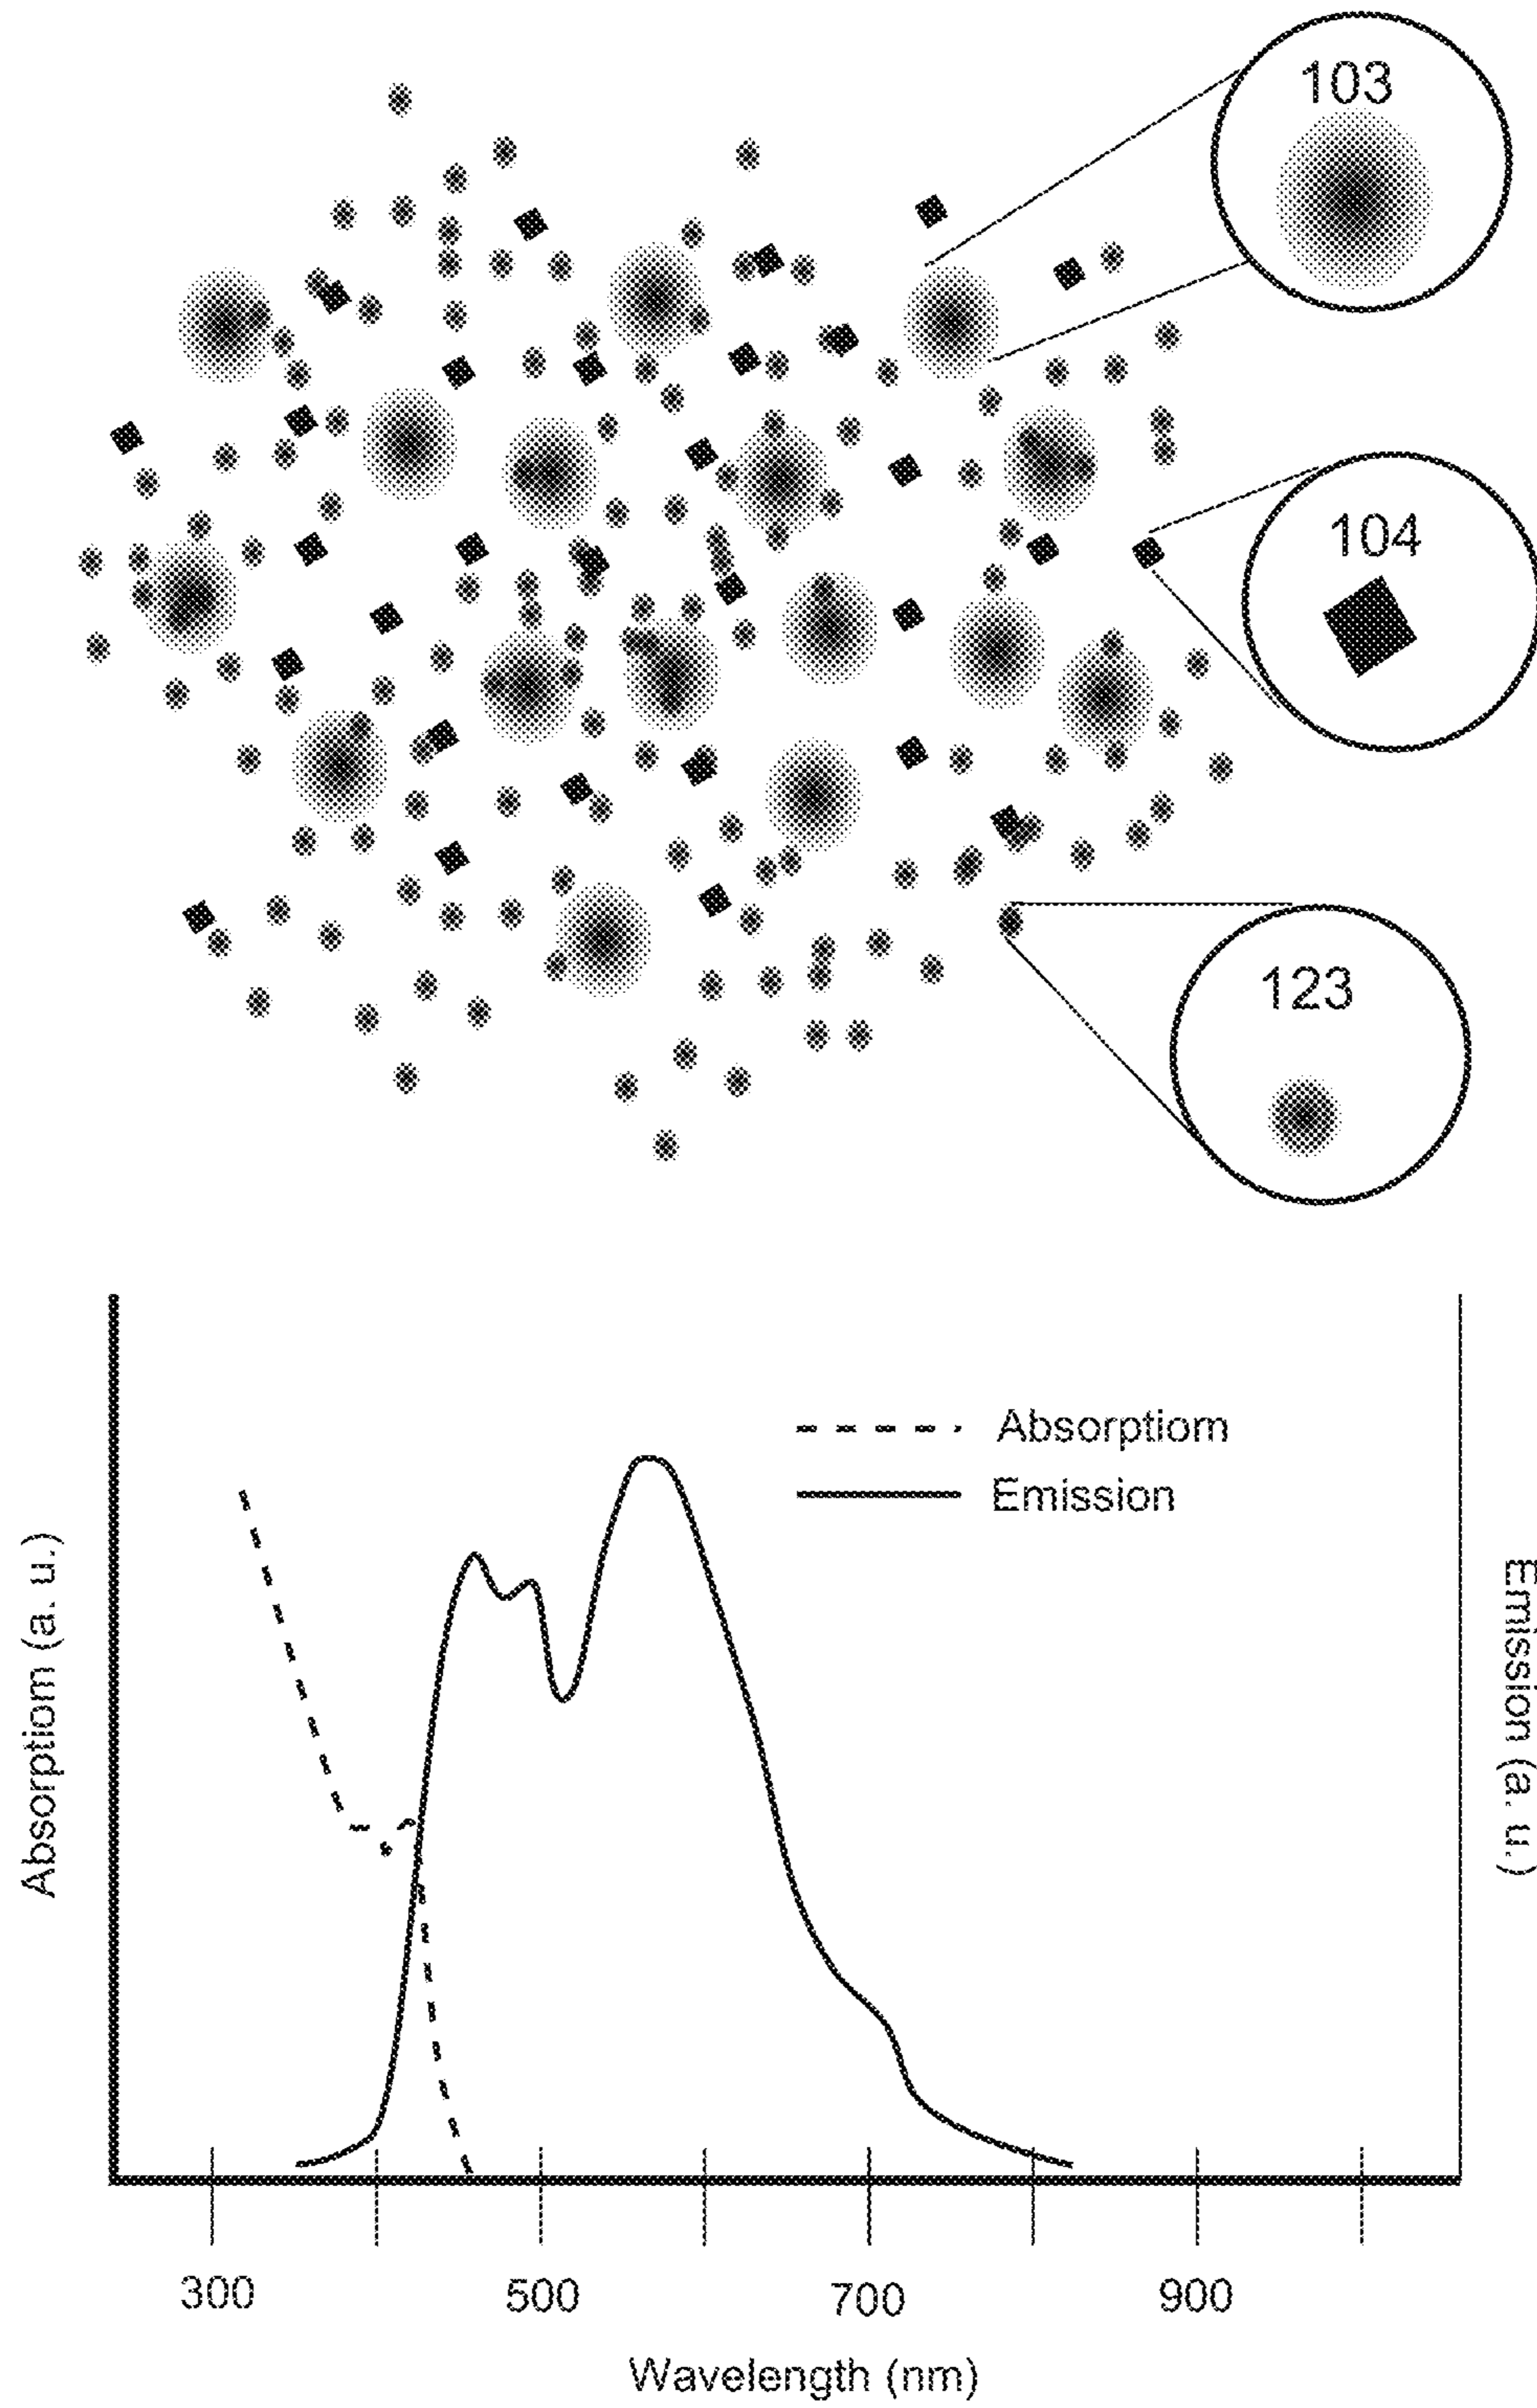 103
104
123
Absorptiom
Emission
Absorptiom (a. u.)
Emission (a. u.)
300 500 700 900
Wavelength (nm)